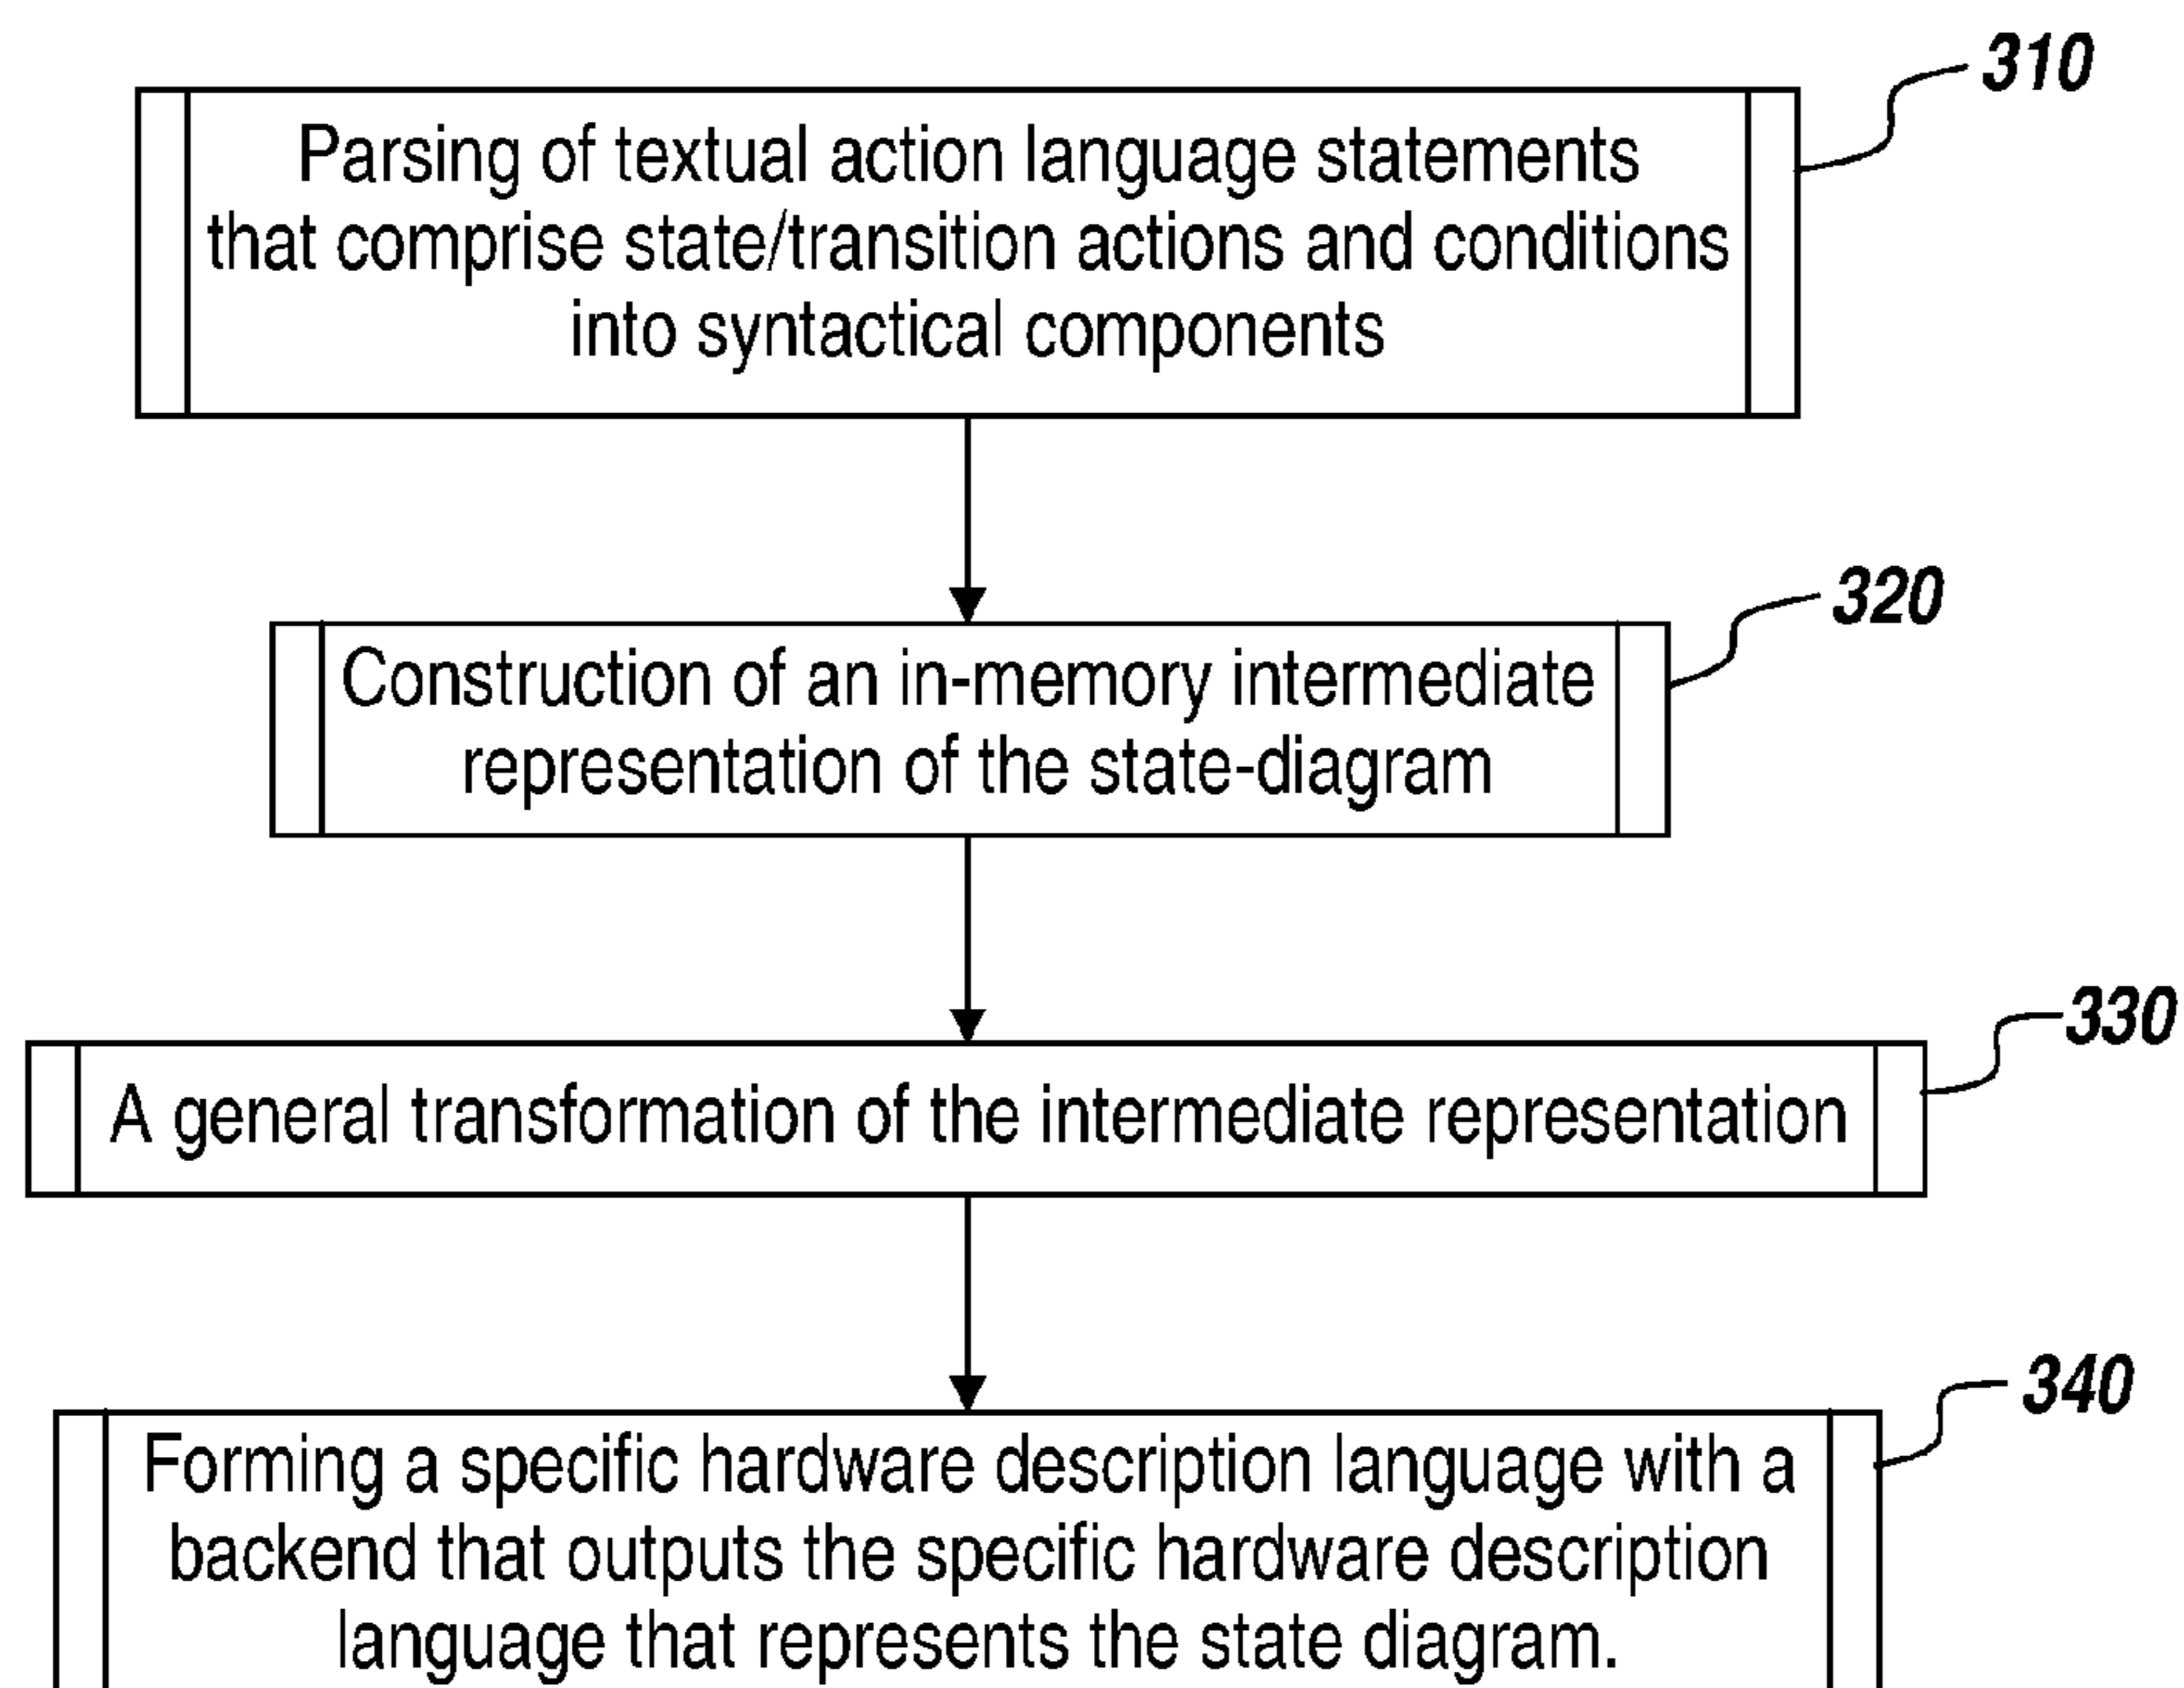 310
Parsing of textual action language statements
that comprise state/transition actions and conditions
into syntactical components
320
Construction of an in-memory intermediate
representation of the state-diagram
330
A general transformation of the intermediate representation
340
Forming a specific hardware description language with a
backend that outputs the specific hardware description
language that represents the state diagram.